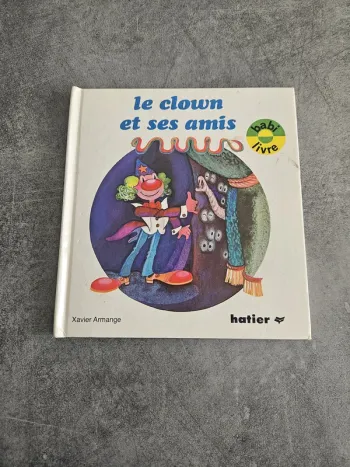 le clown
et ses amis
babi
livre
Xavier Armange
hatier